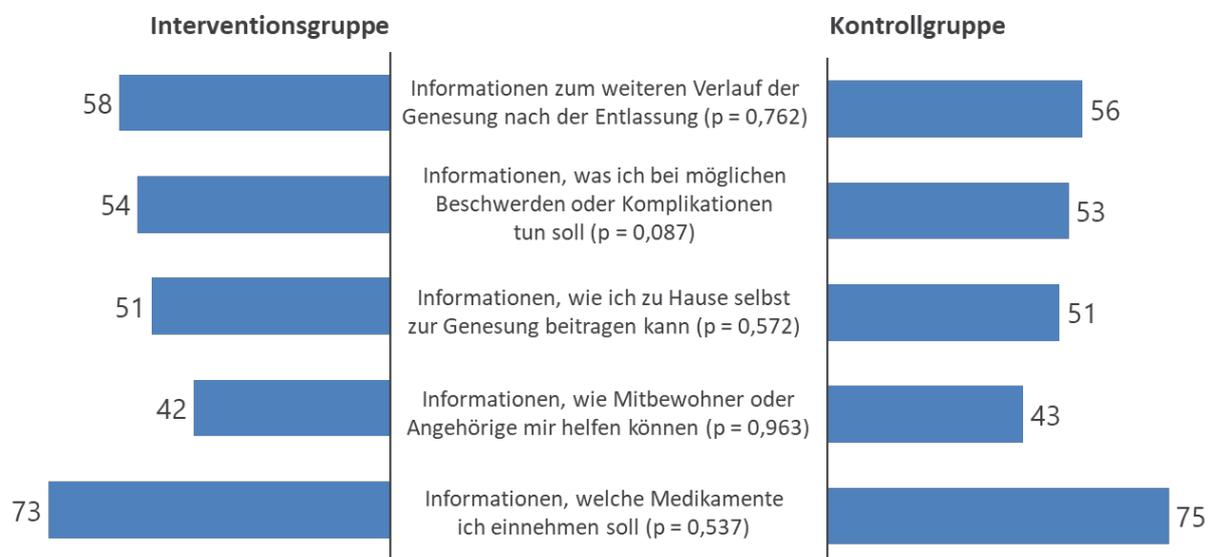 Interventionsgruppe
Kontrollgruppe
58
Informationen zum weiteren Verlauf der
Genesung nach der Entlassung (p = 0,762)
56
54
Informationen, was ich bei möglichen
Beschwerden oder Komplikationen
tun soll (p = 0,087)
53
51
Informationen, wie ich zu Hause selbst
zur Genesung beitragen kann (p = 0,572)
51
42
Informationen, wie Mitbewohner oder
Angehörige mir helfen können (p = 0,963)
43
73
Informationen, welche Medikamente
ich einnehmen soll (p = 0,537)
75